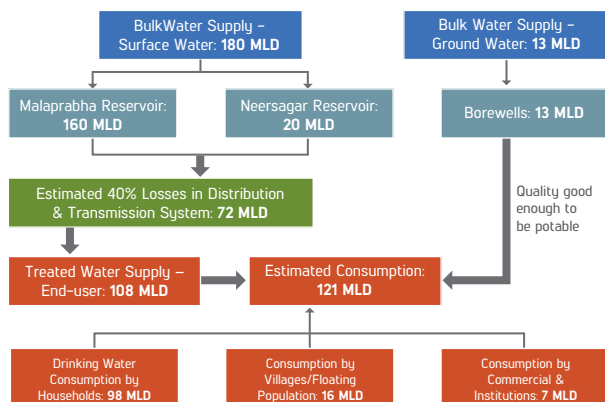 BulkWater Supply –
Surface Water: 180 MLD
Bulk Water Supply –
Ground Water: 13 MLD
Malaprabha Reservoir:
160 MLD
Neersagar Reservoir:
20 MLD
Borewells: 13 MLD
Estimated 40% Losses in Distribution
& Transmission System: 72 MLD
Quality good
enough to
be potable
Treated Water Supply –
End-user: 108 MLD
Estimated Consumption:
121 MLD
Drinking Water
Consumption by
Households: 98 MLD
Consumption by
Villages/Floating
Population: 16 MLD
Consumption by
Commercial &
Institutions: 7 MLD